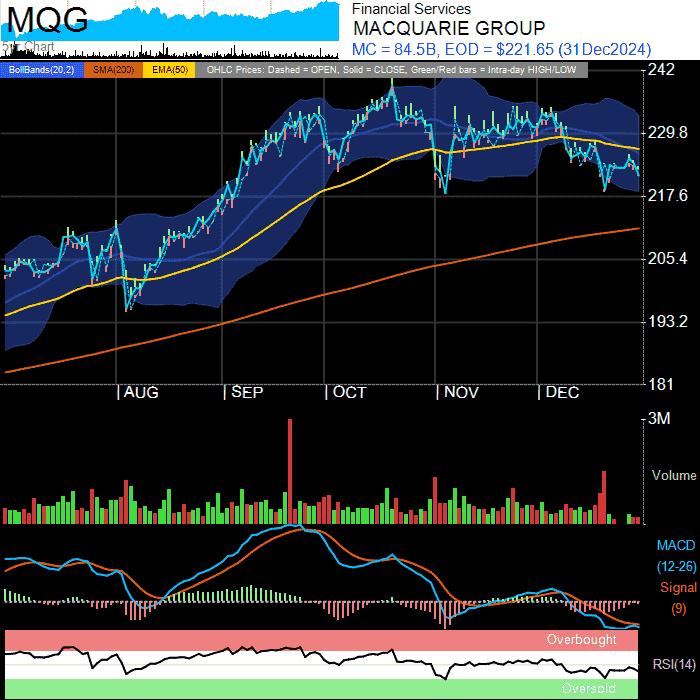 MQG
5yr Chart
Financial Services
MACQUARIE GROUP
MC = 84.5B, EOD = $221.65 (31Dec2024)
BollBands(20,2) SMA(200) EMA(50) OHLC Prices: Dashed = OPEN, Solid = CLOSE, Green/Red bars = Intra-day HIGH/LOW
242
229.8
217.6
205.4
193.2
181
AUG SEP OCT NOV DEC
3M
Volume
MACD
(12-26)
Signal
(9)
Overbought
RSI(14)
Oversold